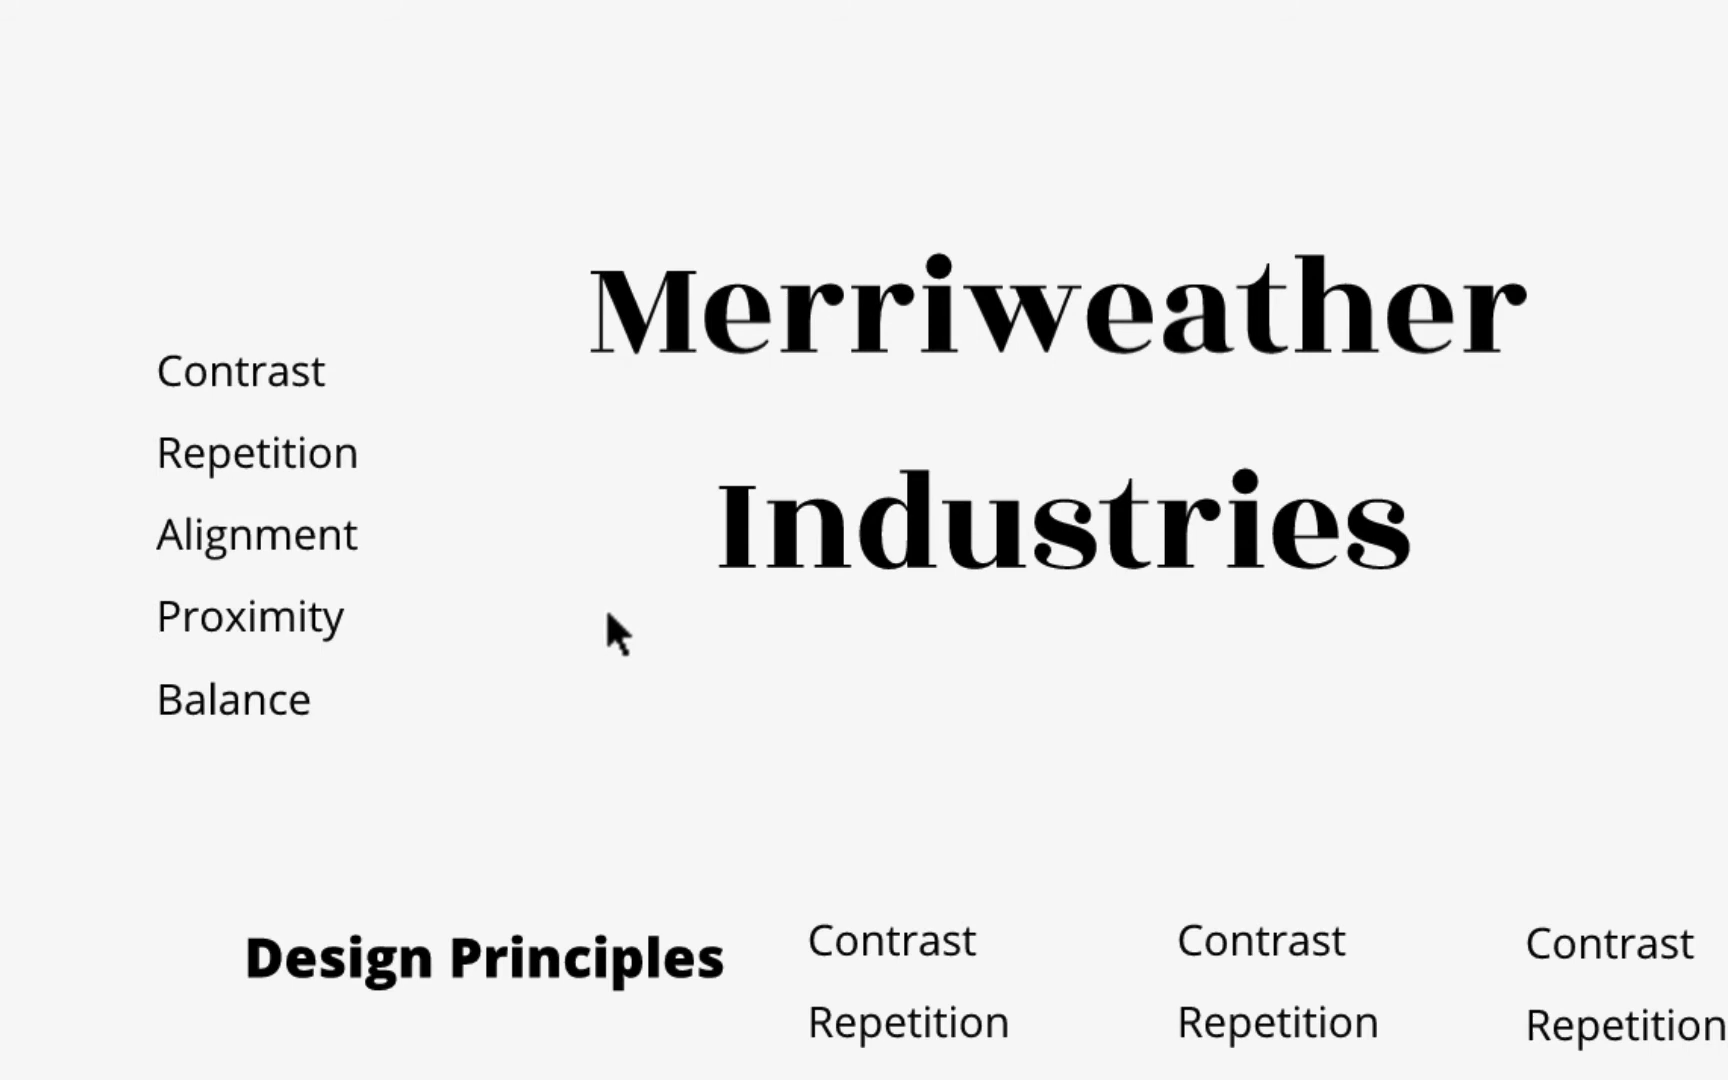 Merriweather
Industries
Contrast
Repetition
Alignment
Proximity
Balance
Design Principles
Contrast
Repetition
Contrast
Repetition
Contrast
Repetition